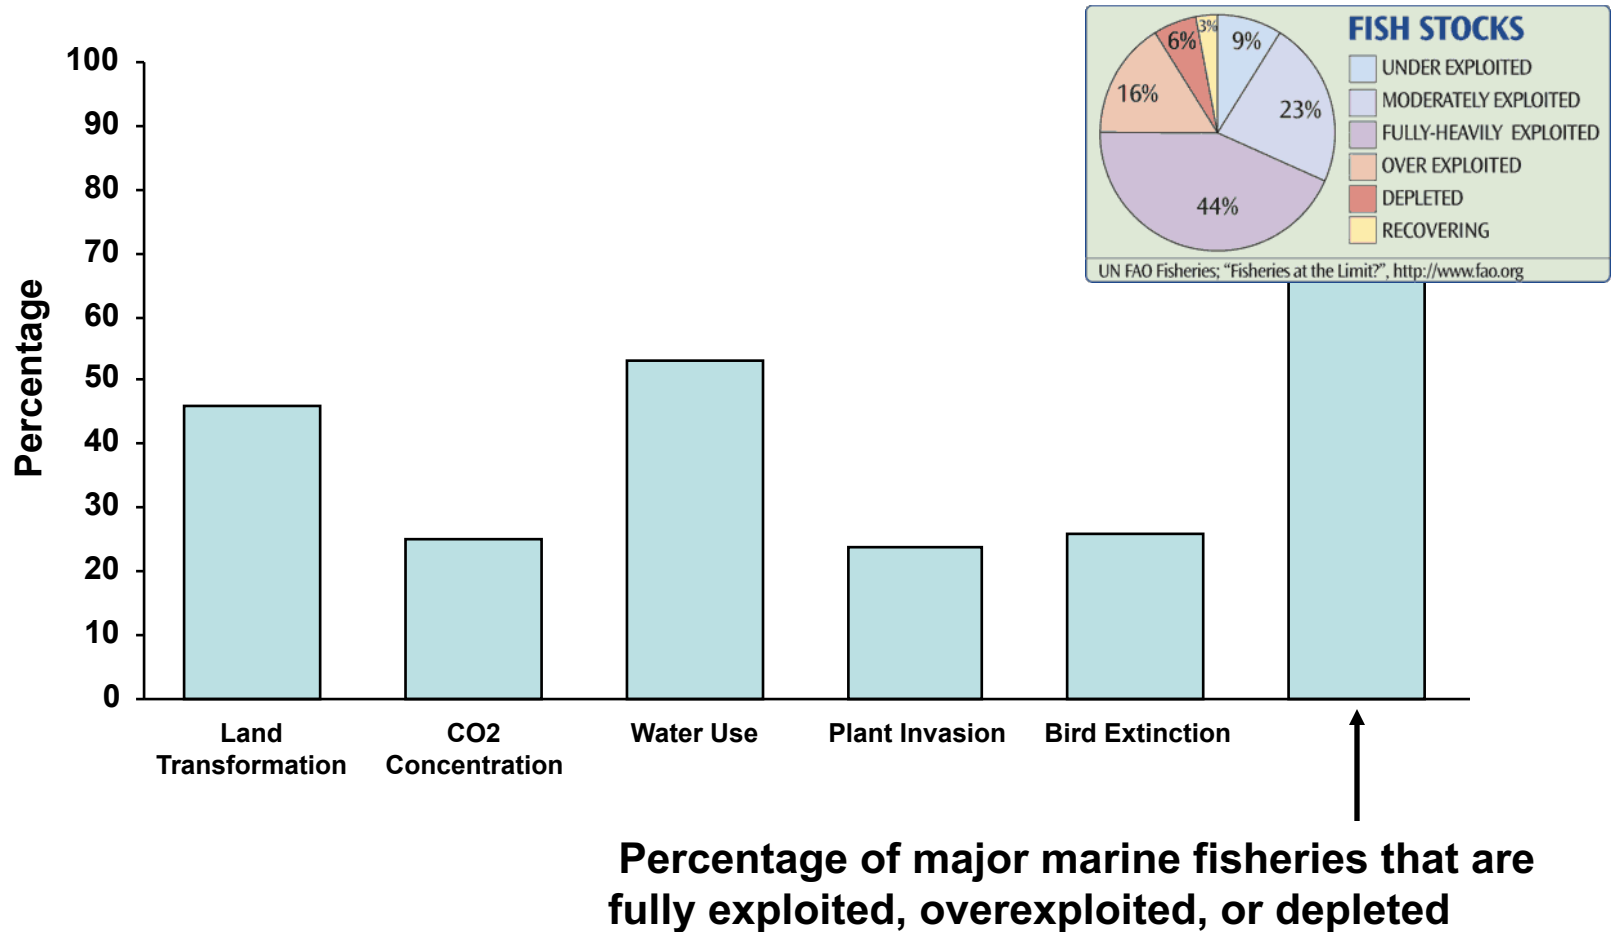 100
90
80
70
60
50
40
30
20
10
0
Percentage
Land
Transformation
CO2
Concentration
Water Use
Plant Invasion
Bird Extinction
Percentage of major marine fisheries that are
fully exploited, overexploited, or depleted
FISH STOCKS
UNDER EXPLOITED
MODERATELY EXPLOITED
FULLY-HEAVILY EXPLOITED
OVER EXPLOITED
DEPLETED
RECOVERING
9%
23%
44%
16%
6%
3%
UN FAO Fisheries; “Fisheries at the Limit?”, http://www.fao.org